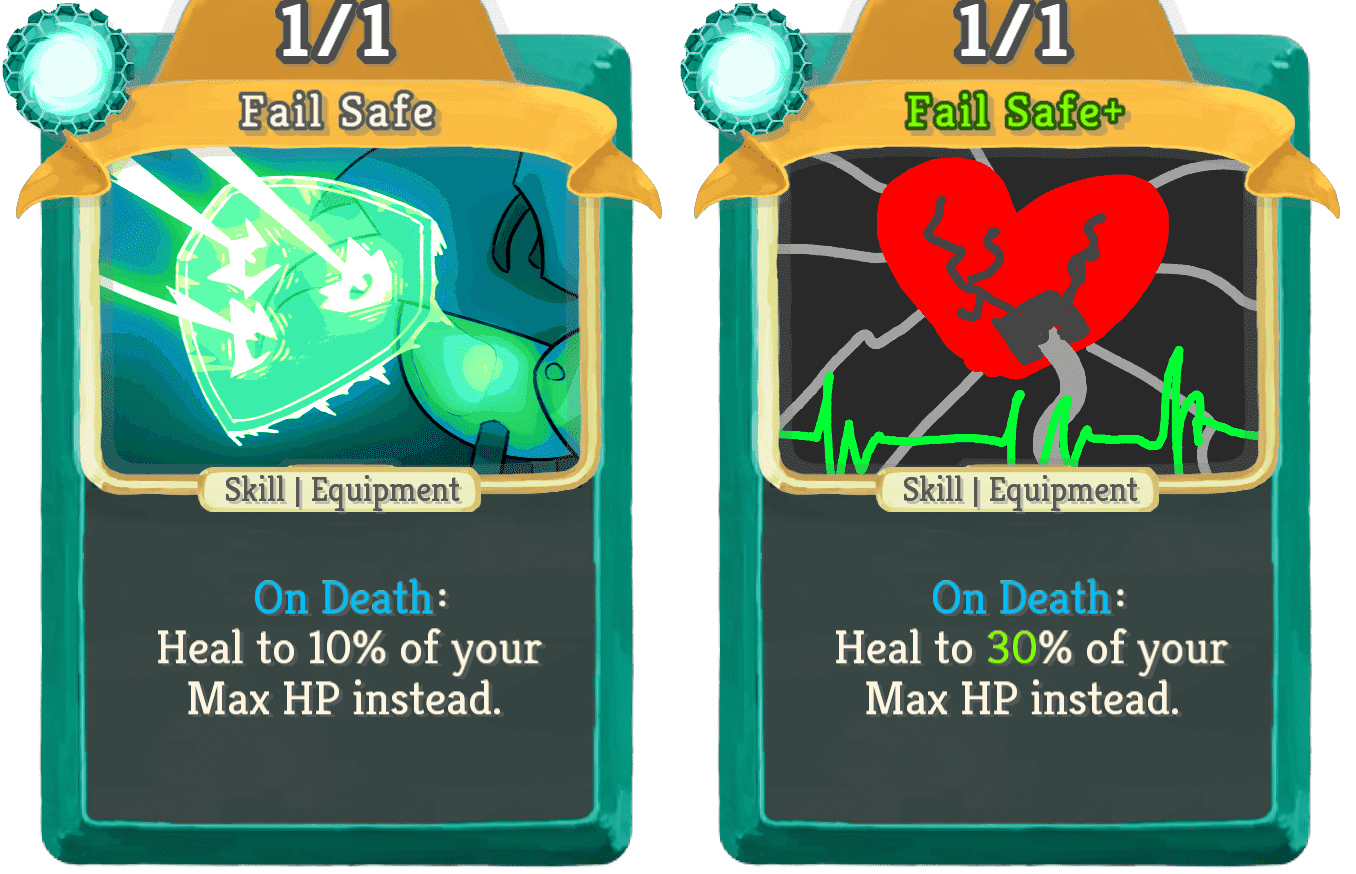 1/1
Fail Safe
Skill | Equipment
On Death:
Heal to 10% of your
Max HP instead.
1/1
Fail Safe+
Skill | Equipment
On Death:
Heal to 30% of your
Max HP instead.